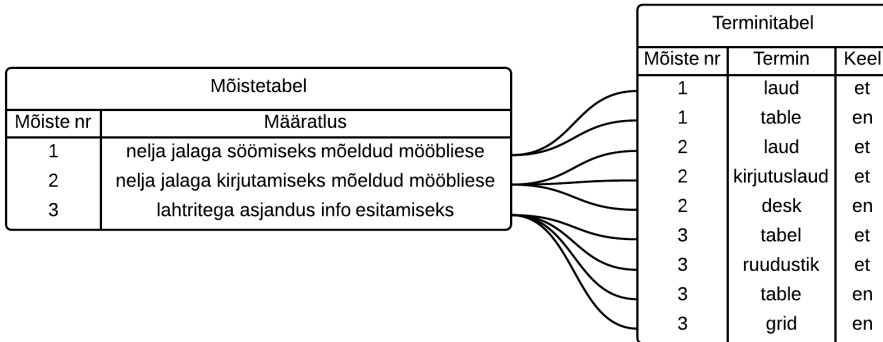 Mõistetabel
Mõiste nr Määratlus
1 nelja jalaga söömiseks mõeldud mööbliese
2 nelja jalaga kirjutamiseks mõeldud mööbliese
3 lahtritega asjandus info esitamiseks
Terminitabel
Mõiste nr Termin Keel
1 laud et
1 table en
2 laud et
2 kirjutuslaud et
2 desk en
3 tabel et
3 ruudustik et
3 table en
3 grid en